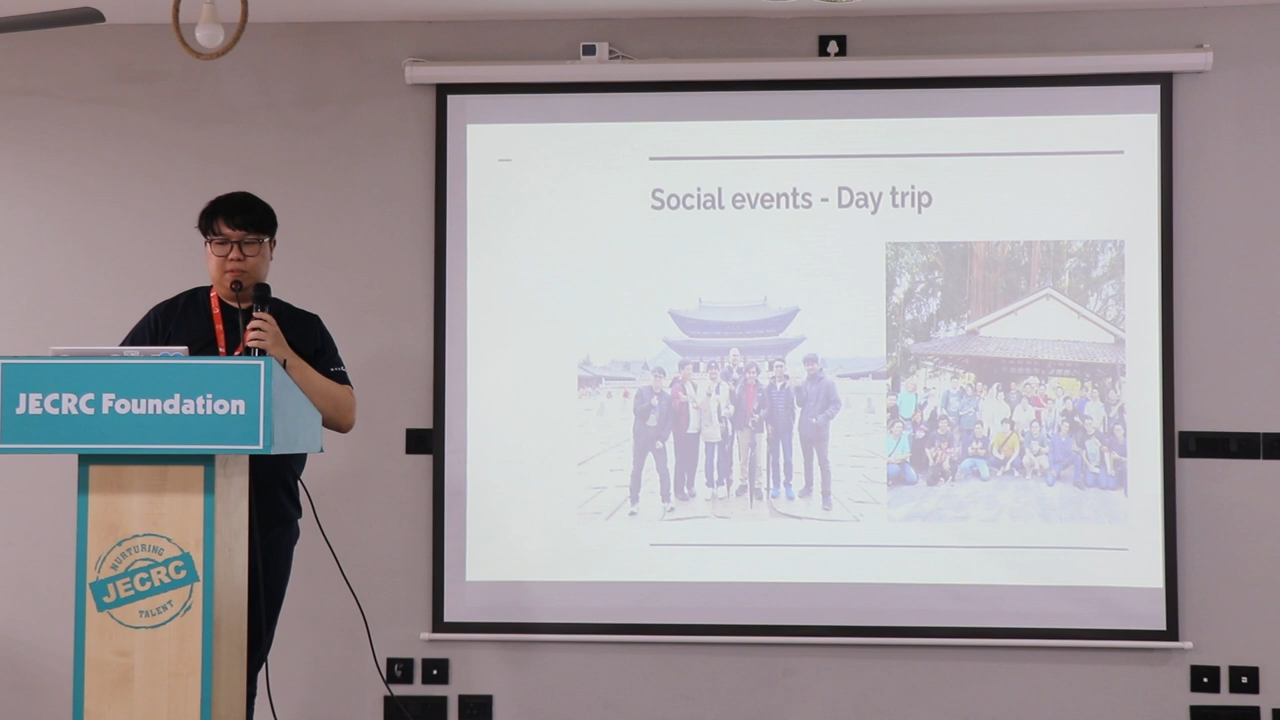 Social events - Day trip
JECRC Foundation
NURTURING
JECRC
TALENT